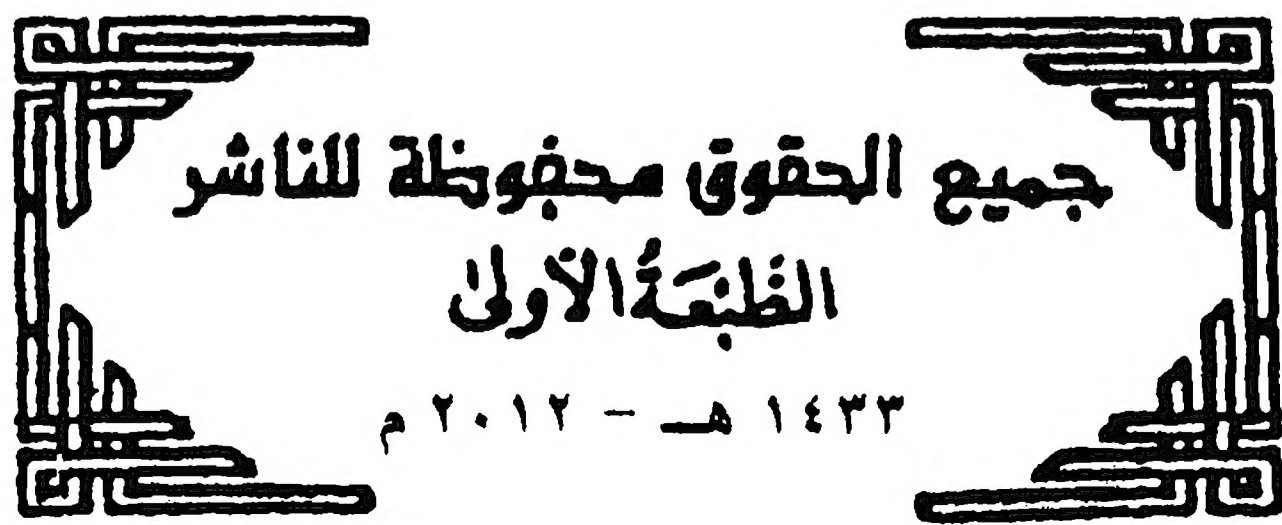 جميع الحقوق محفوظة للناشر
الطَّبْعَةُ الأولىٰ
١٤٣٣ هـ - ٢٠١٢ م